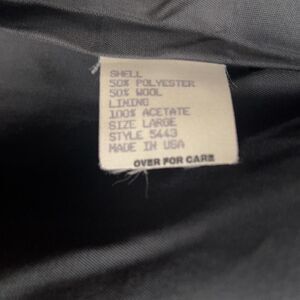 SHELL
50% POLYESTER
50% WOOL
LINING
100% ACETATE
SIZE LARGE
STYLE 5443
MADE IN USA
OVER FOR CARE